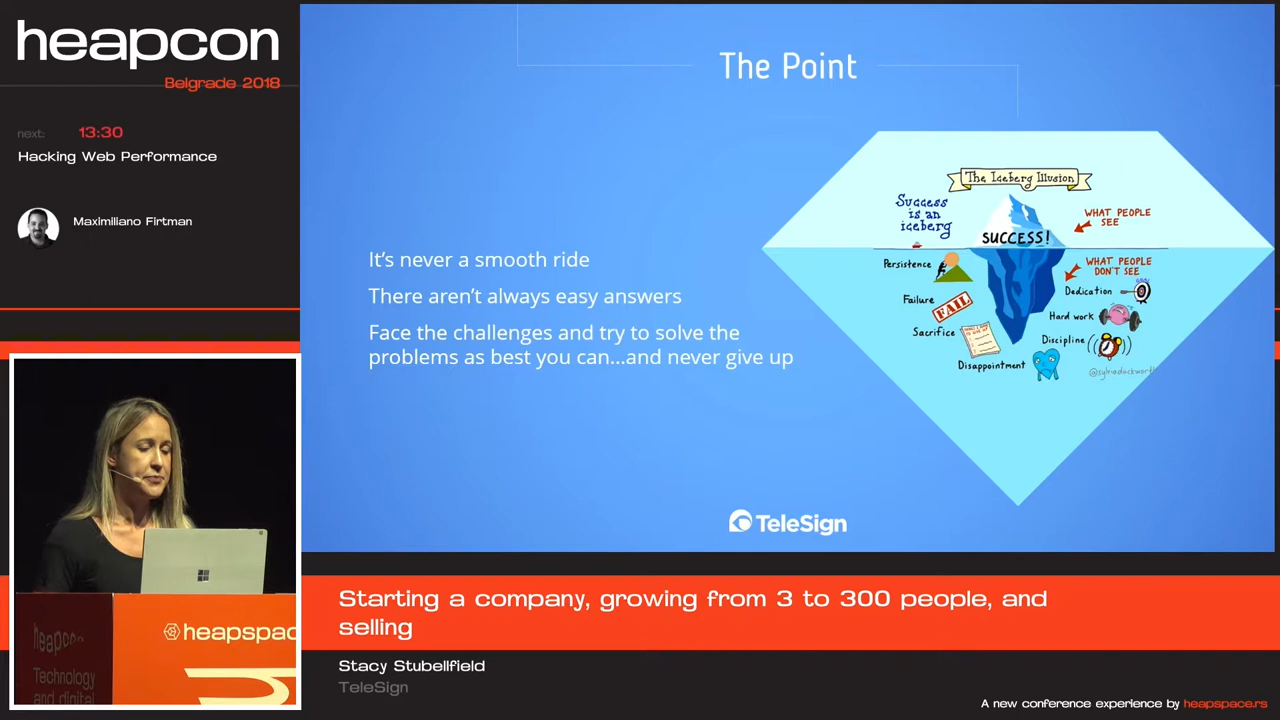 heapcon
Belgrade 2018
next: 13:30
Hacking Web Performance
Maximiliano Firtman
The Point
It's never a smooth ride
There aren't always easy answers
Face the challenges and try to solve the
problems as best you can...and never give up
The Iceberg Illusion
Success
is an
iceberg
SUCCESS!
WHAT PEOPLE
SEE
WHAT PEOPLE
DON'T SEE
Persistence
Failure
FAIL
Sacrifice
Disappointment
Dedication
Hard work
Discipline
@sylviaduckworth
TeleSign
heapcon
Technology
and digital
heapspac
Starting a company, growing from 3 to 300 people, and
selling
Stacy Stubellfield
TeleSign
A new conference experience by heapspace.rs